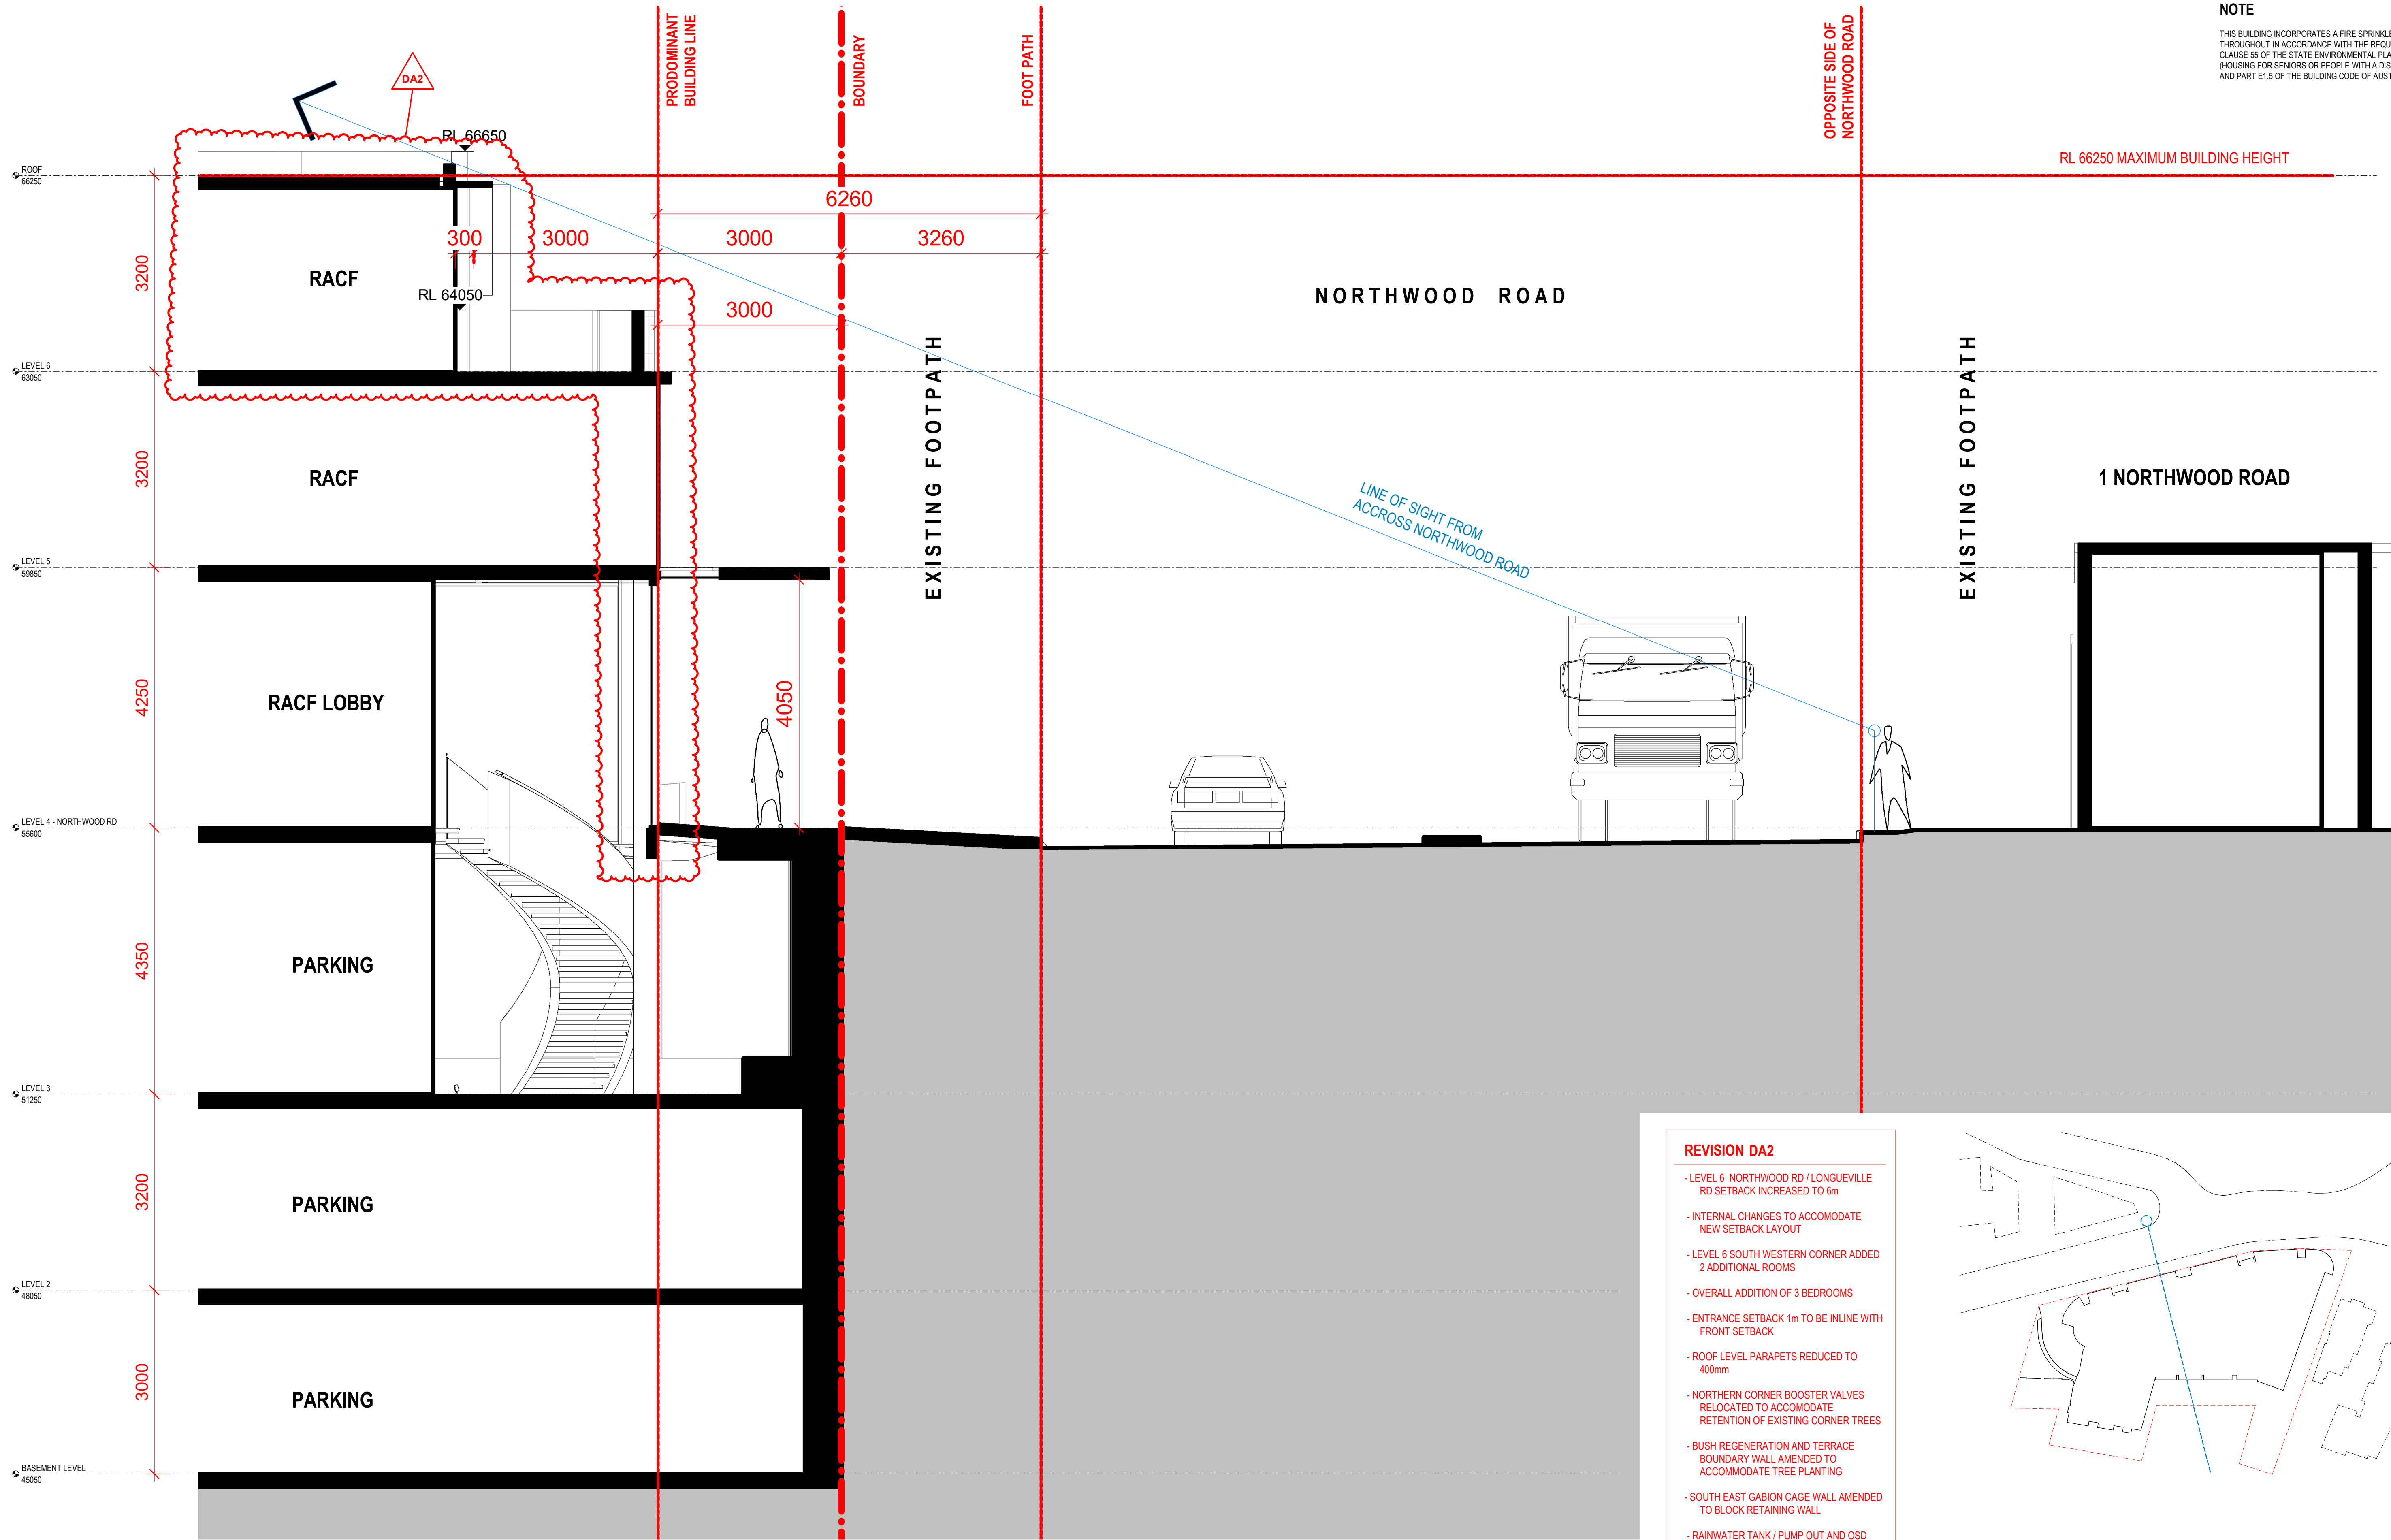 NOTE
THIS BUILDING INCORPORATES A FIRE SPRINKLE
THROUGHOUT IN ACCORDANCE WITH THE REQU
CLAUSE 55 OF THE STATE ENVIRONMENTAL PLA
(HOUSING FOR SENIORS OR PEOPLE WITH A DIS
AND PART E1.5 OF THE BUILDING CODE OF AUST
PRODOMINANT
BUILDING LINE
BOUNDARY
FOOT PATH
OPPOSITE SIDE OF
NORTHWOOD ROAD
DA2
RL 66650
RL 66250 MAXIMUM BUILDING HEIGHT
ROOF
66250
6260
300
3000
3000
3260
3200
RACF
RL 64050
3000
NORTHWOOD ROAD
LEVEL 6
63050
EXISTING FOOTPATH
EXISTING FOOTPATH
3200
RACF
1 NORTHWOOD ROAD
LINE OF SIGHT FROM
ACCROSS NORTHWOOD ROAD
LEVEL 5
59850
4250
RACF LOBBY
4050
LEVEL 4 - NORTHWOOD RD
55600
4350
PARKING
LEVEL 3
51250
3200
PARKING
LEVEL 2
48050
3000
PARKING
BASEMENT LEVEL
45050
REVISION DA2
- LEVEL 6 NORTHWOOD RD / LONGUEVILLE
RD SETBACK INCREASED TO 6m
- INTERNAL CHANGES TO ACCOMODATE
NEW SETBACK LAYOUT
- LEVEL 6 SOUTH WESTERN CORNER ADDED
2 ADDITIONAL ROOMS
- OVERALL ADDITION OF 3 BEDROOMS
- ENTRANCE SETBACK 1m TO BE INLINE WITH
FRONT SETBACK
- ROOF LEVEL PARAPETS REDUCED TO
400mm
- NORTHERN CORNER BOOSTER VALVES
RELOCATED TO ACCOMODATE
RETENTION OF EXISTING CORNER TREES
- BUSH REGENERATION AND TERRACE
BOUNDARY WALL AMENDED TO
ACCOMMODATE TREE PLANTING
- SOUTH EAST GABION CAGE WALL AMENDED
TO BLOCK RETAINING WALL
- RAINWATER TANK / PUMP OUT AND OSD